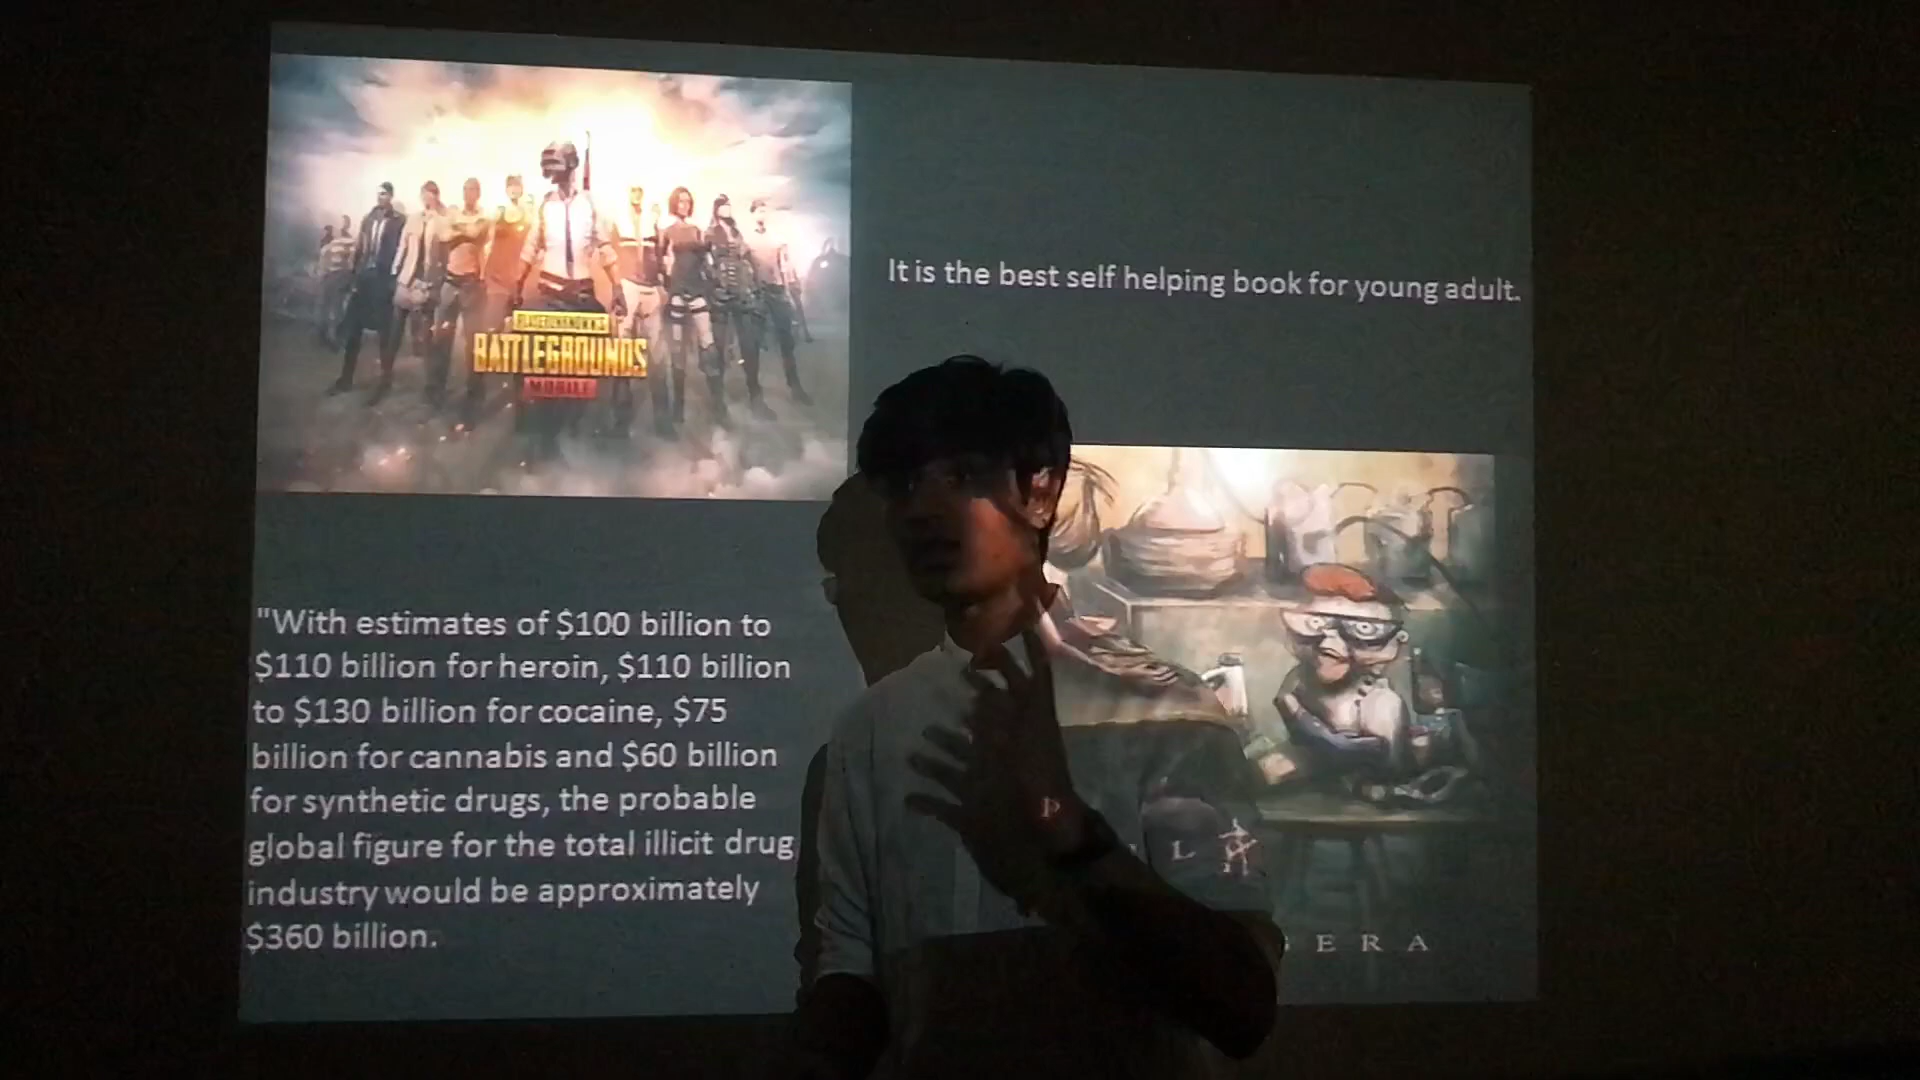 PLAYERUNKNOWN'S
BATTLEGROUNDS
MOBILE
It is the best self helping book for young adult.
"With estimates of $100 billion to
$110 billion for heroin, $110 billion
to $130 billion for cocaine, $75
billion for cannabis and $60 billion
for synthetic drugs, the probable
global figure for the total illicit drug
industry would be approximately
$360 billion.
P
L
G E R A